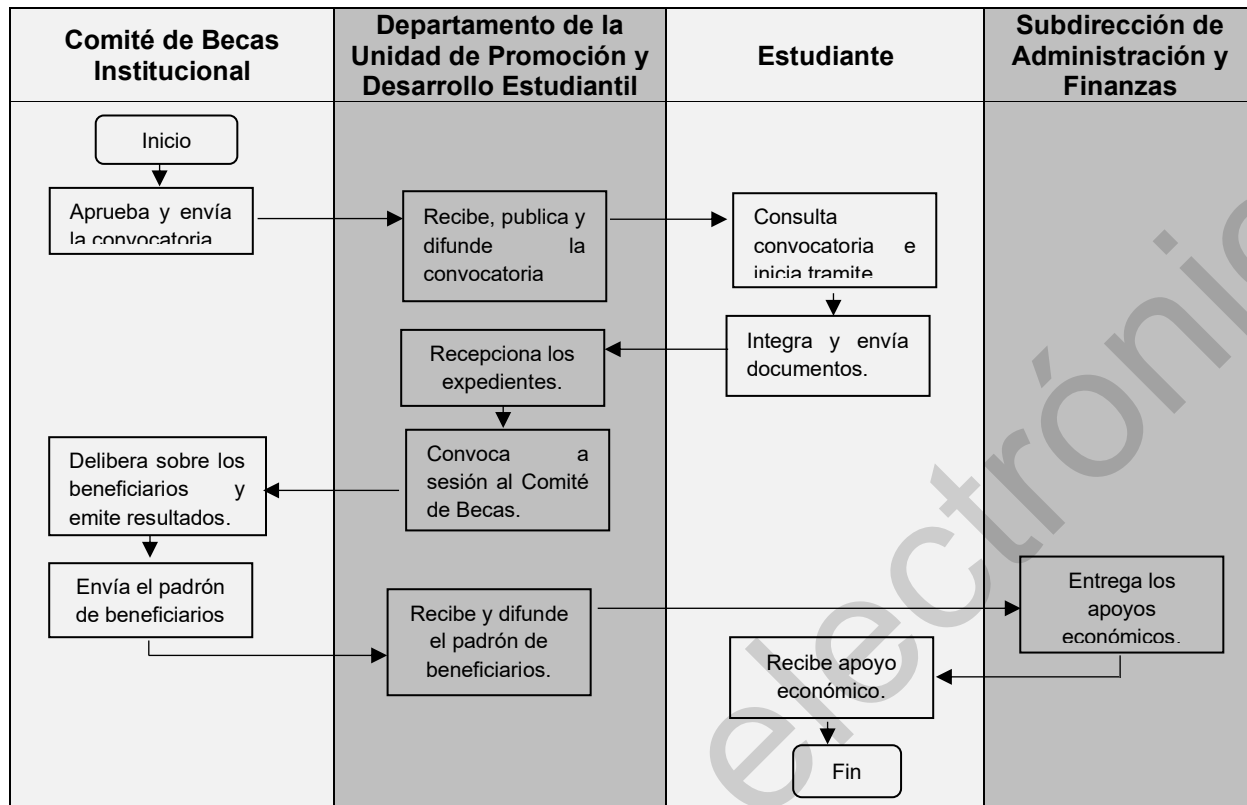 Comité de Becas
Institucional
Departamento de la
Unidad de Promoción y
Desarrollo Estudiantil
Estudiante
Subdirección de
Administración y
Finanzas
Inicio
Aprueba y envía
la convocatoria
Recibe, publica y
difunde la
convocatoria
Consulta
convocatoria e
inicia tramite
Integra y envía
documentos.
Recepciona los
expedientes.
Convoca a
sesión al Comité
de Becas.
Delibera sobre los
beneficiarios y
emite resultados.
Envía el padrón
de beneficiarios
Recibe y difunde
el padrón de
beneficiarios.
Entrega los
apoyos
económicos.
Recibe apoyo
económico.
Fin
electrónic